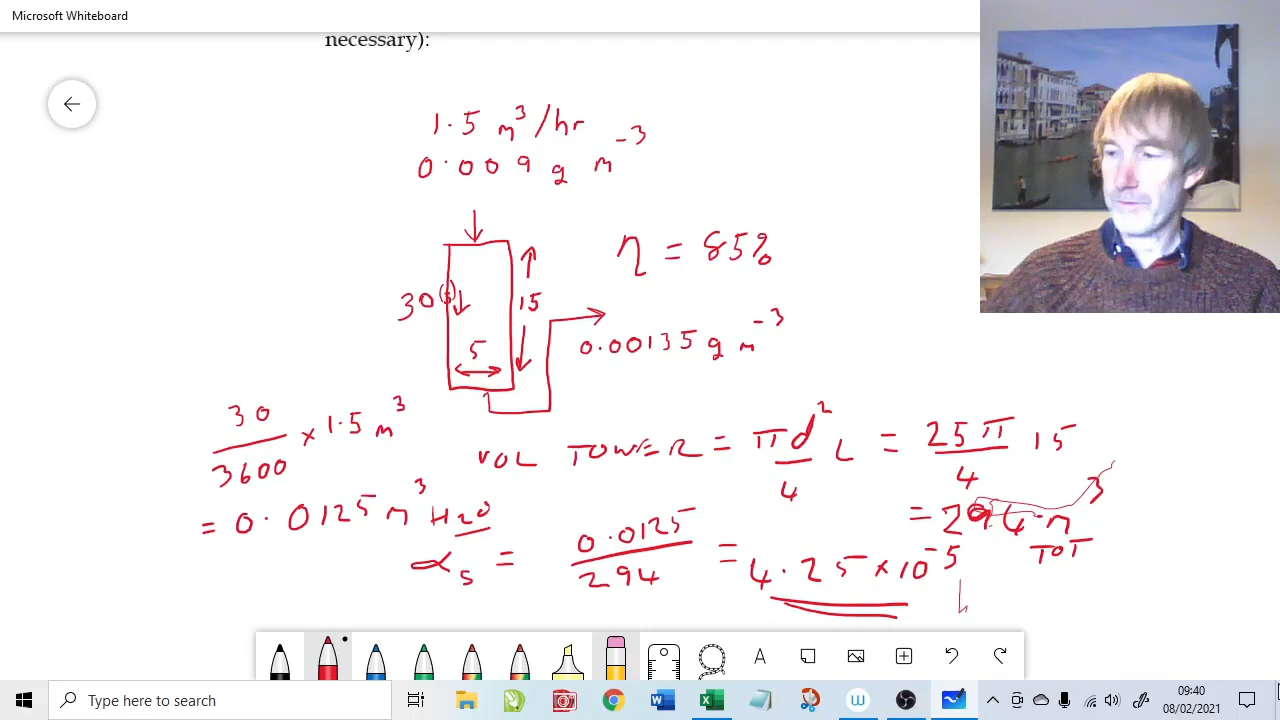 Microsoft Whiteboard
necessary):
1.5 m³/hr
0.009 g m⁻³
η = 85%
30(s)
15
5
0.00135 g m⁻³
30/3600 × 1.5 m³
VOL TOWER = πd²/4 L = 25π/4 15
= 0.0125 m³ H2O
= 294 m³
TOT
α₅ = 0.0125/294 = 4.25 × 10⁻⁵
Type here to search
09:40
08/02/2021